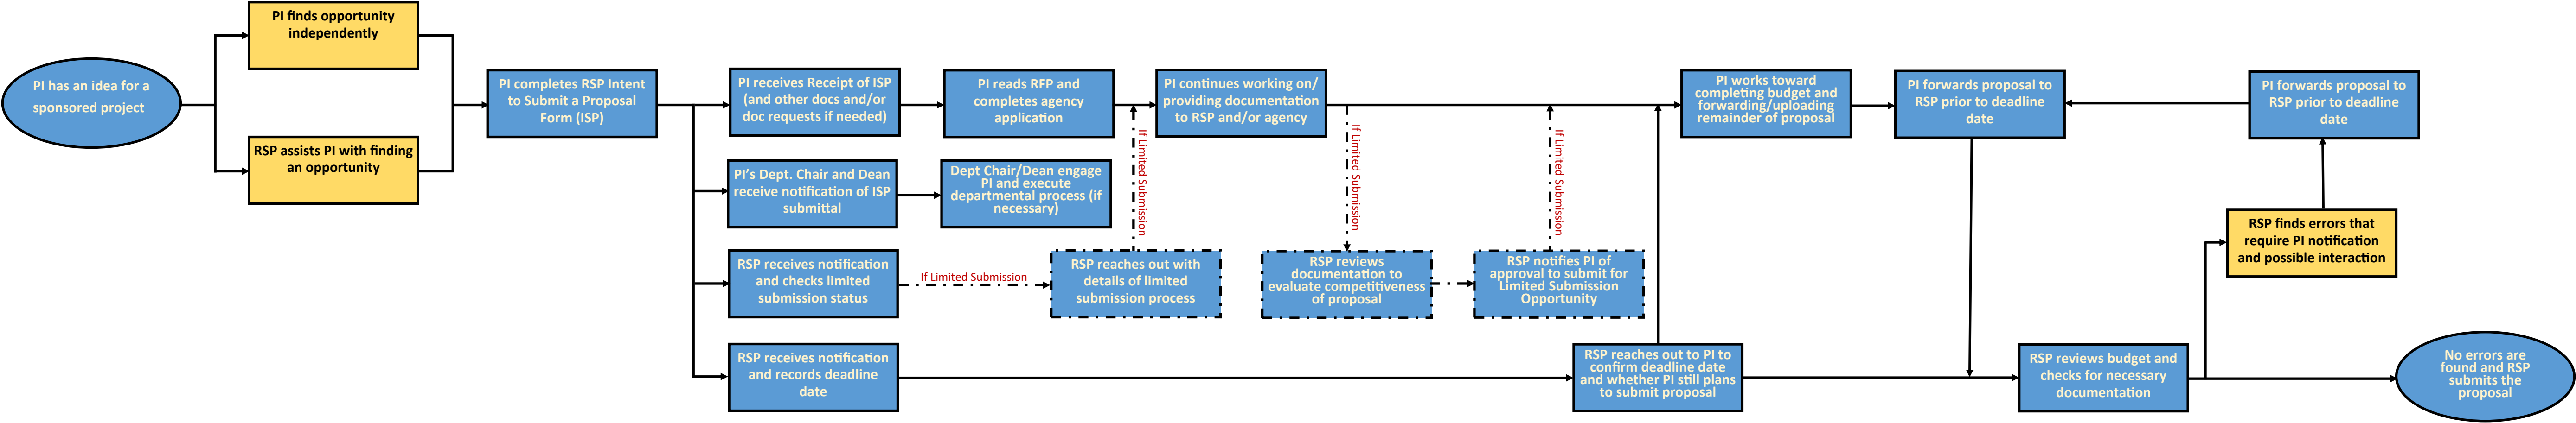 PI has an idea for a
sponsored project
PI finds opportunity
independently
RSP assists PI with finding
an opportunity
PI completes RSP Intent
to Submit a Proposal
Form (ISP)
PI receives Receipt of ISP
(and other docs and/or
doc requests if needed)
PI reads RFP and
completes agency
application
PI continues working on/
providing documentation
to RSP and/or agency
PI works toward
completing budget and
forwarding/uploading
remainder of proposal
PI forwards proposal to
RSP prior to deadline
date
PI forwards proposal to
RSP prior to deadline
date
If Limited Submission
If Limited Submission
If Limited Submission
PI's Dept. Chair and Dean
receive notification of ISP
submittal
Dept Chair/Dean engage
PI and execute
departmental process (if
necessary)
RSP receives notification
and checks limited
submission status
If Limited Submission
RSP reaches out with
details of limited
submission process
RSP reviews
documentation to
evaluate competitiveness
of proposal
RSP notifies PI of
approval to submit for
Limited Submission
Opportunity
RSP finds errors that
require PI notification
and possible interaction
RSP receives notification
and records deadline
date
RSP reaches out to PI to
confirm deadline date
and whether PI still plans
to submit proposal
RSP reviews budget and
checks for necessary
documentation
No errors are
found and RSP
submits the
proposal